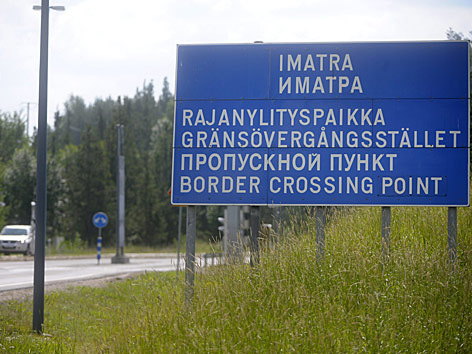 IMATRA
ИМАТРА
RAJANYLITYSPAIKKA
GRÄNSÖVERGÅNGSSTÄLLET
ПРОПУСКНОЙ ПУНКТ
BORDER CROSSING POINT